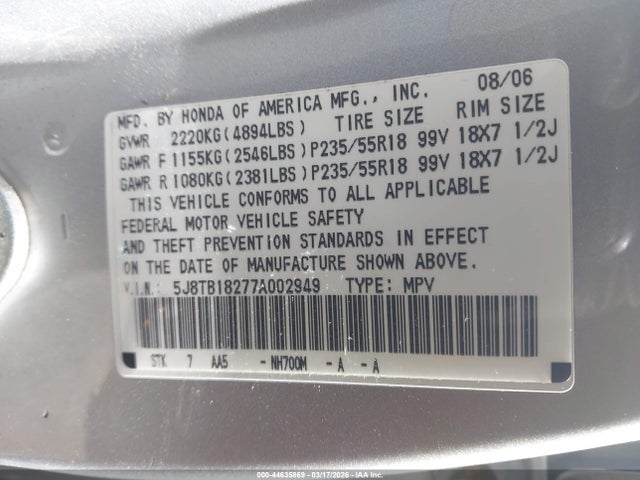 MFD. BY HONDA OF AMERICA MFG., INC. 08/06
GVWR 2220KG(4894LBS) TIRE SIZE RIM SIZE
GAWR F1155KG(2546LBS)P235/55R18 99V 18X7 1/2J
GAWR R1080KG(2381LBS)P235/55R18 99V 18X7 1/2J
THIS VEHICLE CONFORMS TO ALL APPLICABLE
FEDERAL MOTOR VEHICLE SAFETY
AND THEFT PREVENTION STANDARDS IN EFFECT
ON THE DATE OF MANUFACTURE SHOWN ABOVE.
V.I.N.: 5J8TB18277A002949 TYPE: MPV
STK 7 AA5 -NH700M -A -A
000-44635869 | 03/17/2026 | IAA Inc.